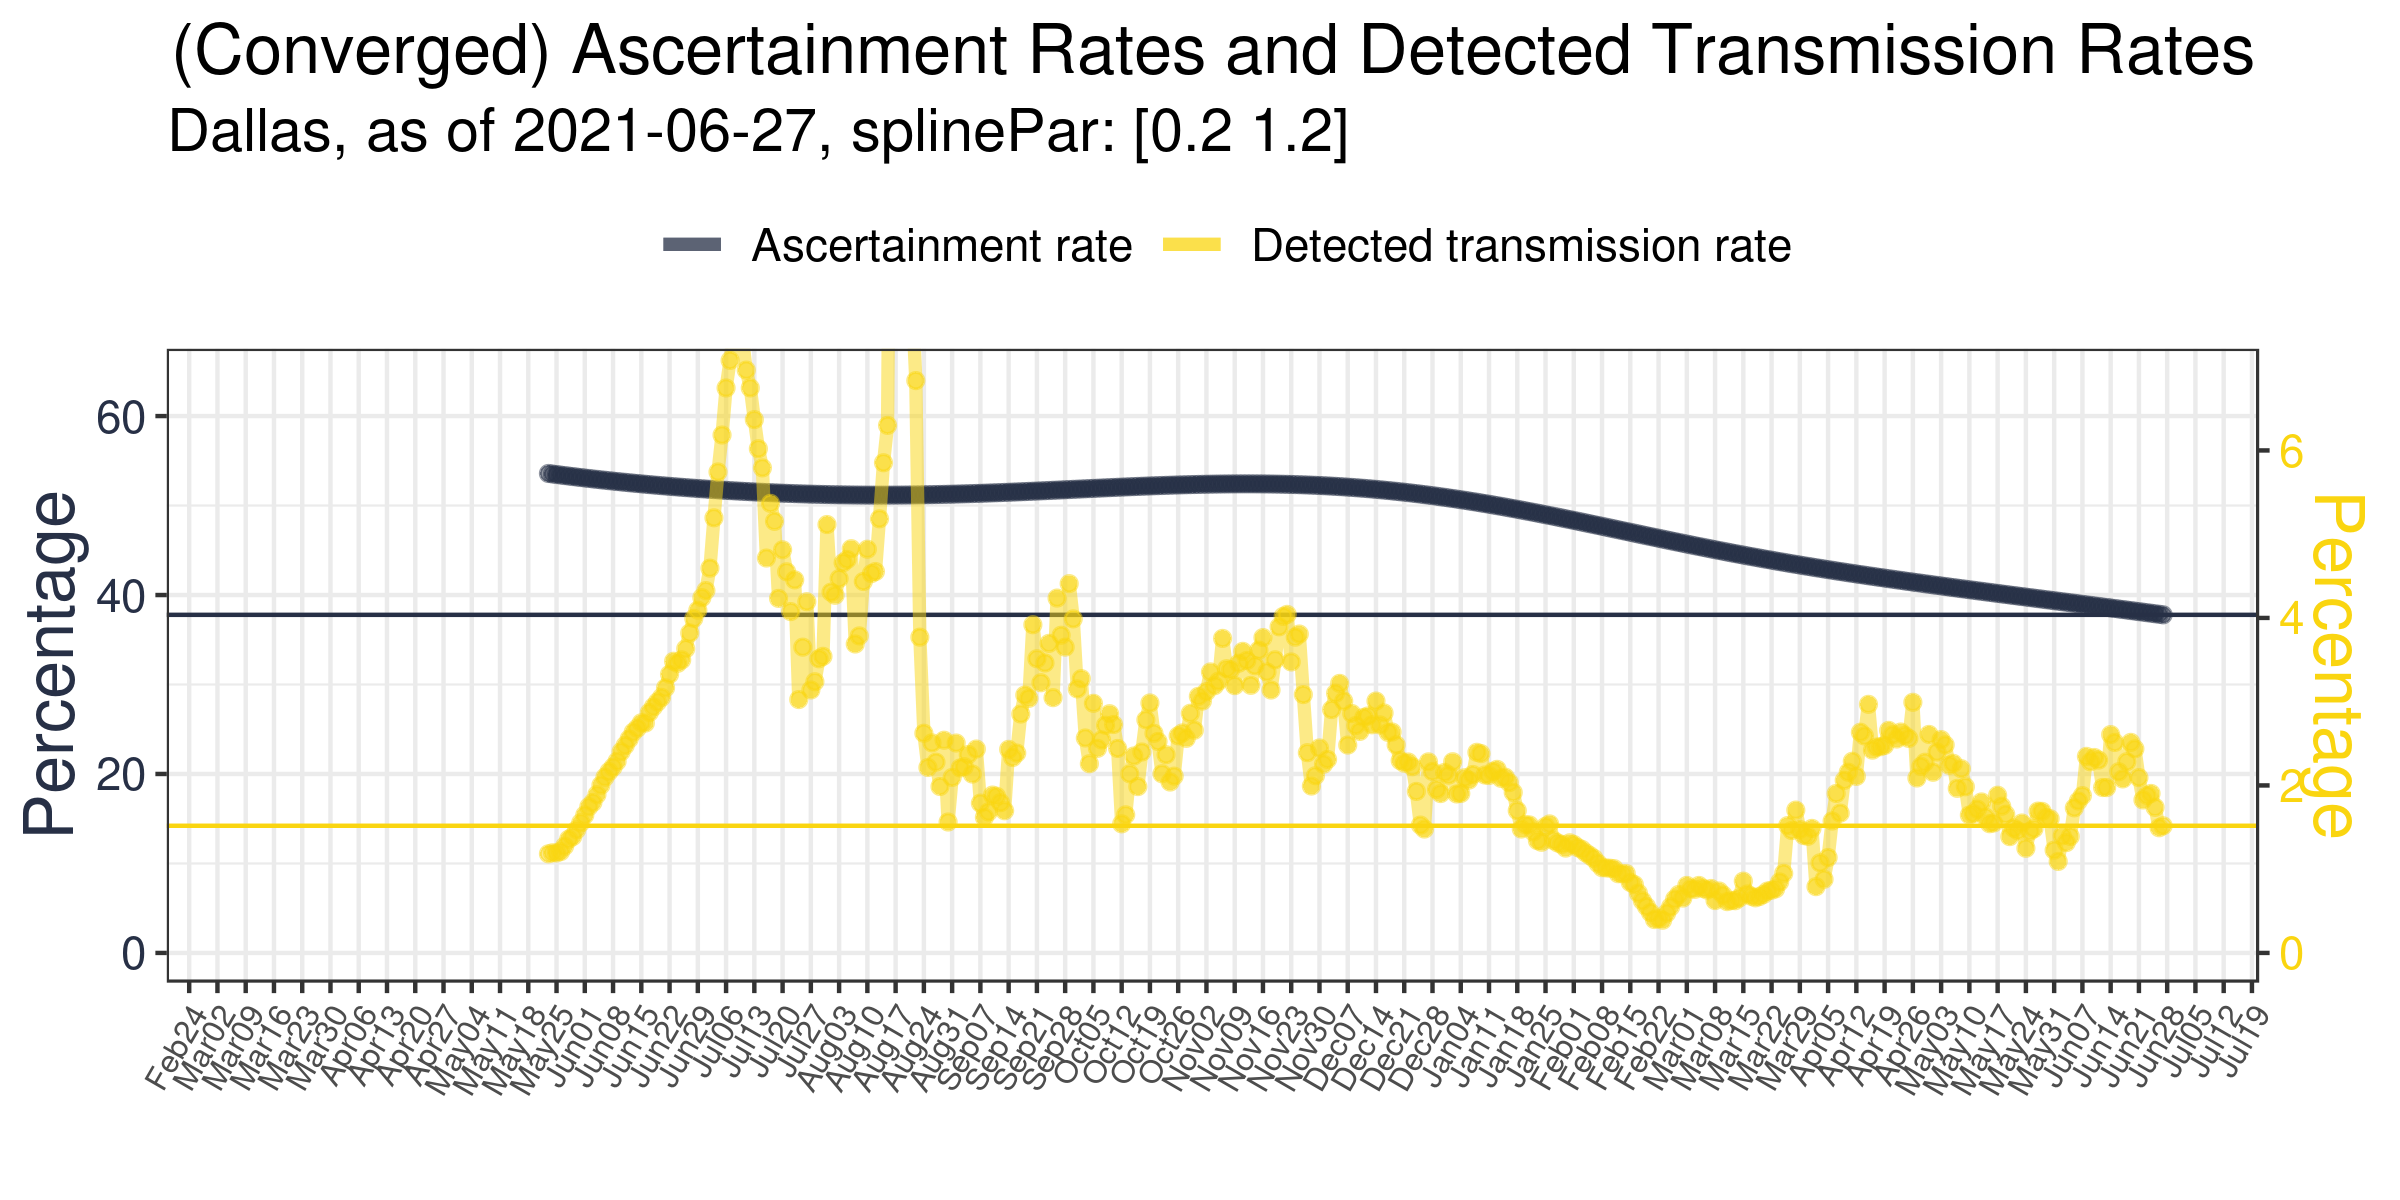 (Converged) Ascertainment Rates and Detected Transmission Rates
Dallas, as of 2021-06-27, splinePar: [0.2 1.2]
Ascertainment rate
Detected transmission rate
Percentage
60
40
20
0
6
4
2
0
Percentage
Feb24
Mar02
Mar09
Mar16
Mar23
Mar30
Apr06
Apr13
Apr20
Apr27
May04
May11
May18
May25
Jun01
Jun08
Jun15
Jun22
Jun29
Jul06
Jul13
Jul20
Jul27
Aug03
Aug10
Aug17
Aug24
Aug31
Sep07
Sep14
Sep21
Sep28
Oct05
Oct12
Oct19
Oct26
Nov02
Nov09
Nov16
Nov23
Nov30
Dec07
Dec14
Dec21
Dec28
Jan04
Jan11
Jan18
Jan25
Feb01
Feb08
Feb15
Feb22
Mar01
Mar08
Mar15
Mar22
Mar29
Apr05
Apr12
Apr19
Apr26
May03
May10
May17
May24
May31
Jun07
Jun14
Jun21
Jun28
Jul05
Jul12
Jul19